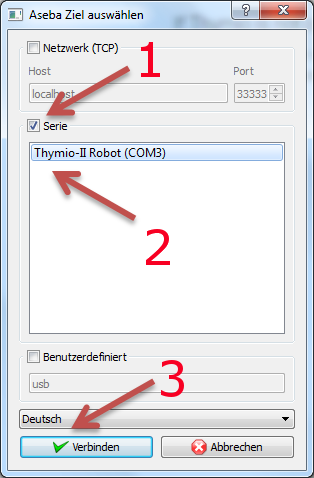 Aseba Ziel auswählen
Netzwerk (TCP)
1
Host
Port
localhost
33333
Serie
Thymio-II Robot (COM3)
2
Benutzerdefiniert
3
usb
Deutsch
Verbinden
Abbrechen